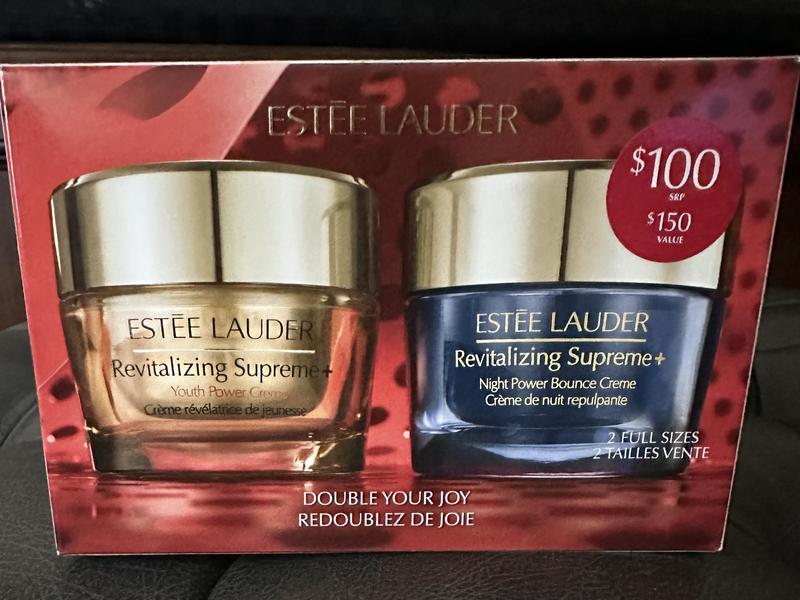 ESTĒE LAUDER
$100
SRP
$150
VALUE
ESTĒE LAUDER
Revitalizing Supreme+
Youth Power Creme
Crème révélatrice de jeunesse
ESTĒE LAUDER
Revitalizing Supreme+
Night Power Bounce Creme
Crème de nuit repulpante
2 FULL SIZES
2 TAILLES VENTE
DOUBLE YOUR JOY
REDOUBLEZ DE JOIE